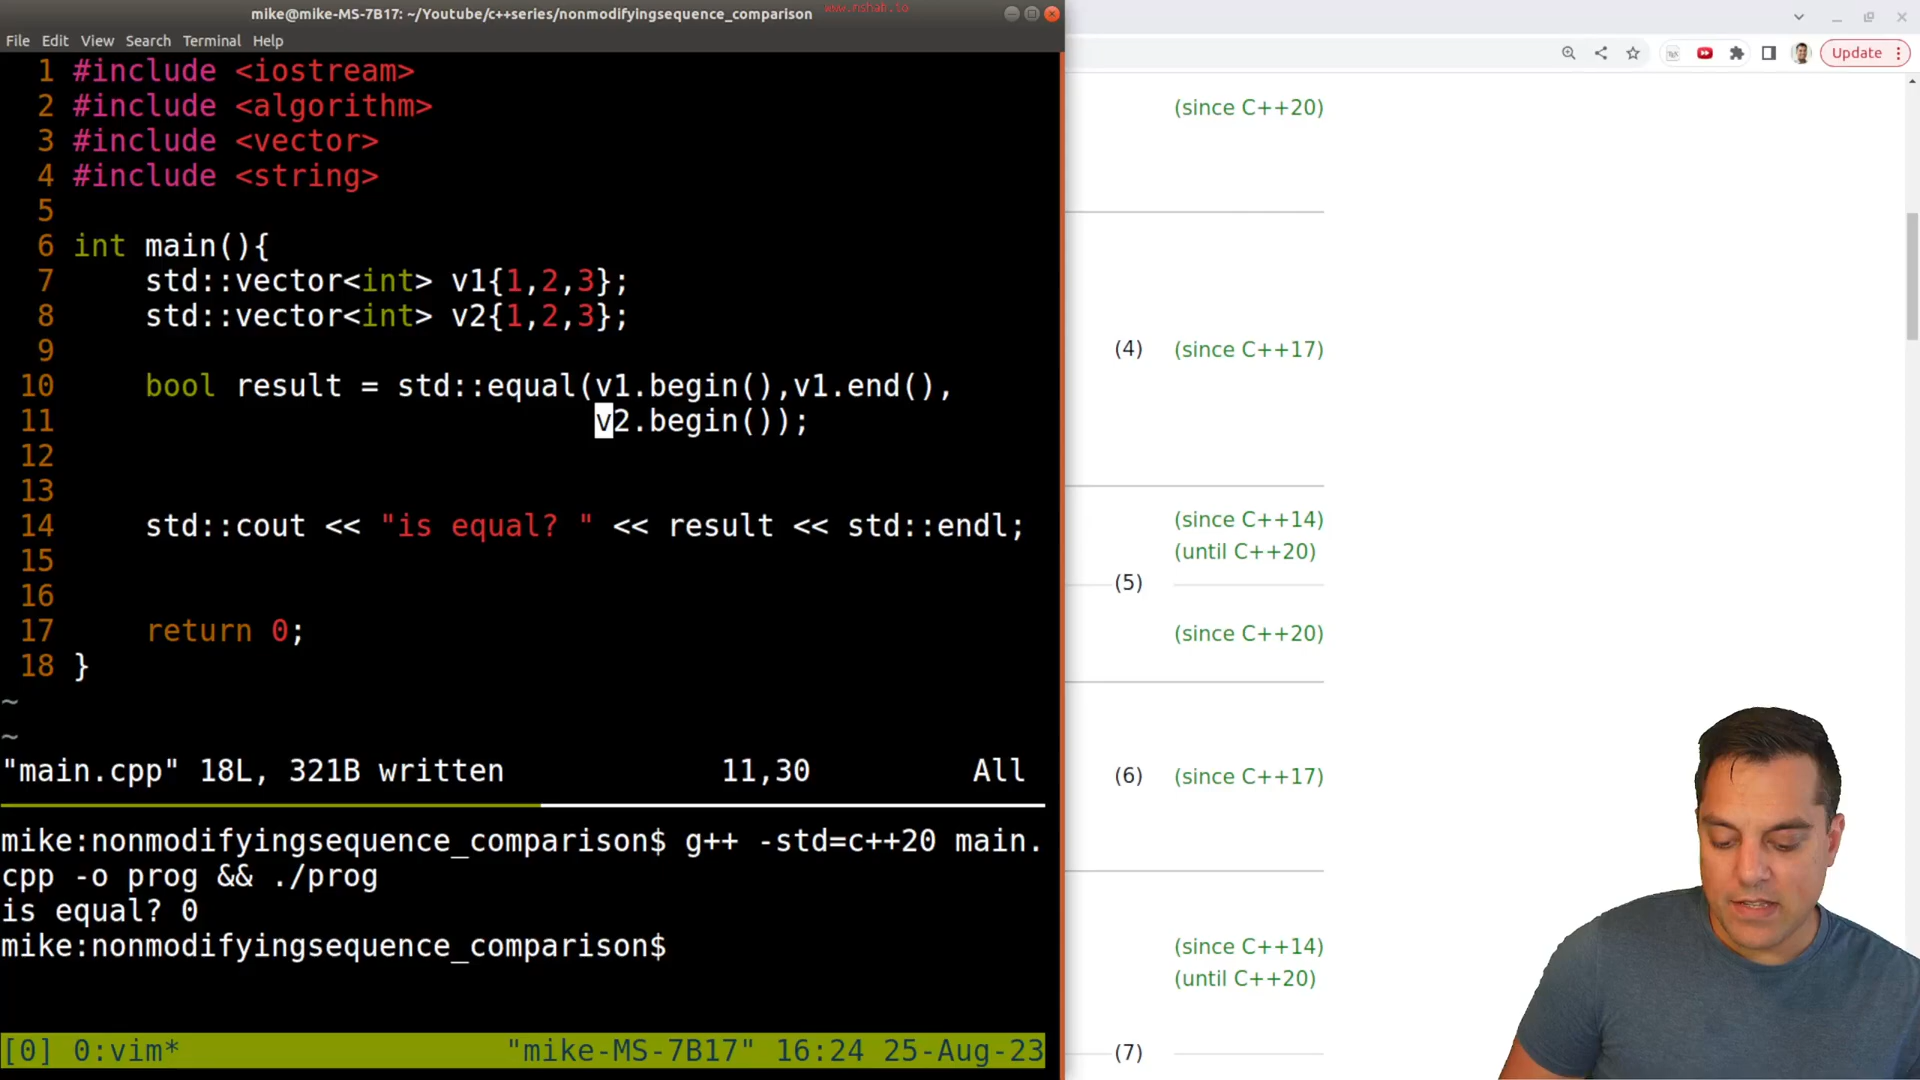 mike@mike-MS-7B17: ~/Youtube/c++series/nonmodifyingsequence_comparison
File Edit View Search Terminal Help
1 #include <iostream>
2 #include <algorithm>
3 #include <vector>
4 #include <string>
5
6 int main(){
7 std::vector<int> v1{1,2,3};
8 std::vector<int> v2{1,2,3};
9
10 bool result = std::equal(v1.begin(),v1.end(),
11 v2.begin());
12
13
14 std::cout << "is equal? " << result << std::endl;
15
16
17 return 0;
18 }
~
~
"main.cpp" 18L, 321B written 11,30 All
mike:nonmodifyingsequence_comparison$ g++ -std=c++20 main.
cpp -o prog && ./prog
is equal? 0
mike:nonmodifyingsequence_comparison$
[0] 0:vim* "mike-MS-7B17" 16:24 25-Aug-23
Update
(since C++20)
(4) (since C++17)
(since C++14)
(until C++20)
(5)
(since C++20)
(6) (since C++17)
(since C++14)
(until C++20)
(7)